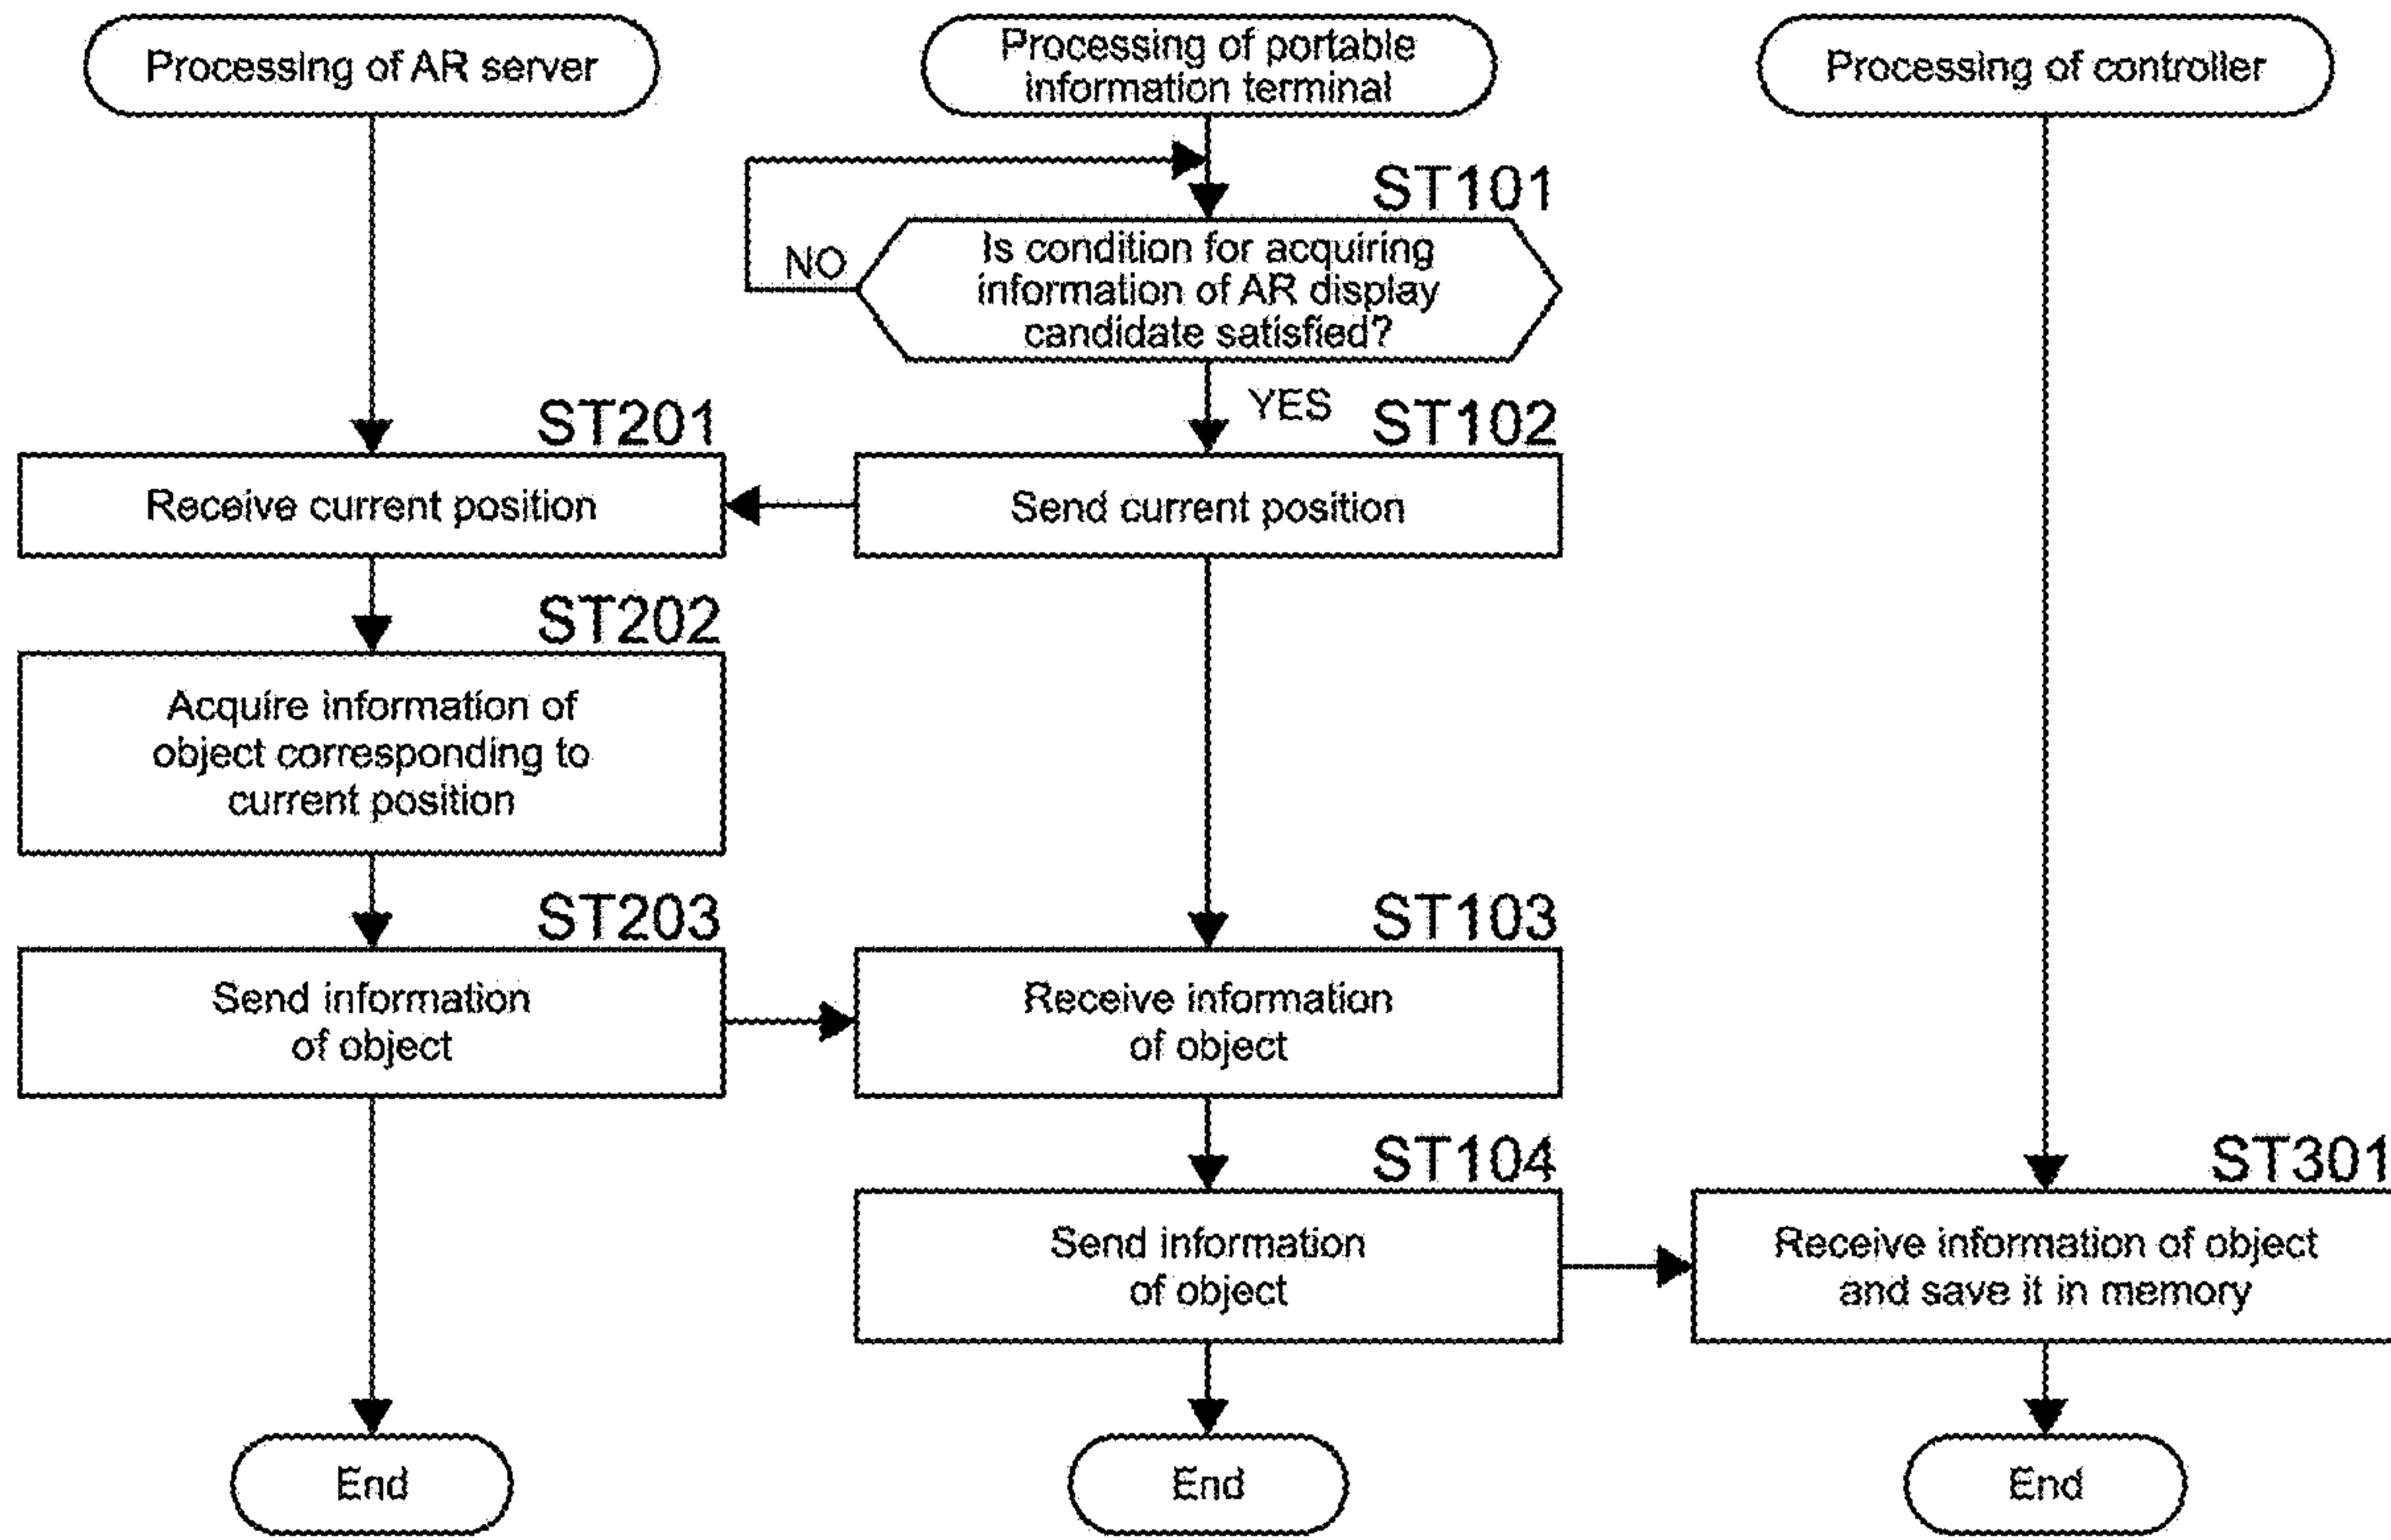 Processing of AR server
Processing of portable
information terminal
Processing of controller
ST101
Is condition for acquiring
information of AR display
candidate satisfied?
NO
YES
ST201
ST102
Receive current position
Send current position
ST202
Acquire information of
object corresponding to
current position
ST203
ST103
Send information
of object
Receive information
of object
ST104
ST301
Send information
of object
Receive information of object
and save it in memory
End
End
End